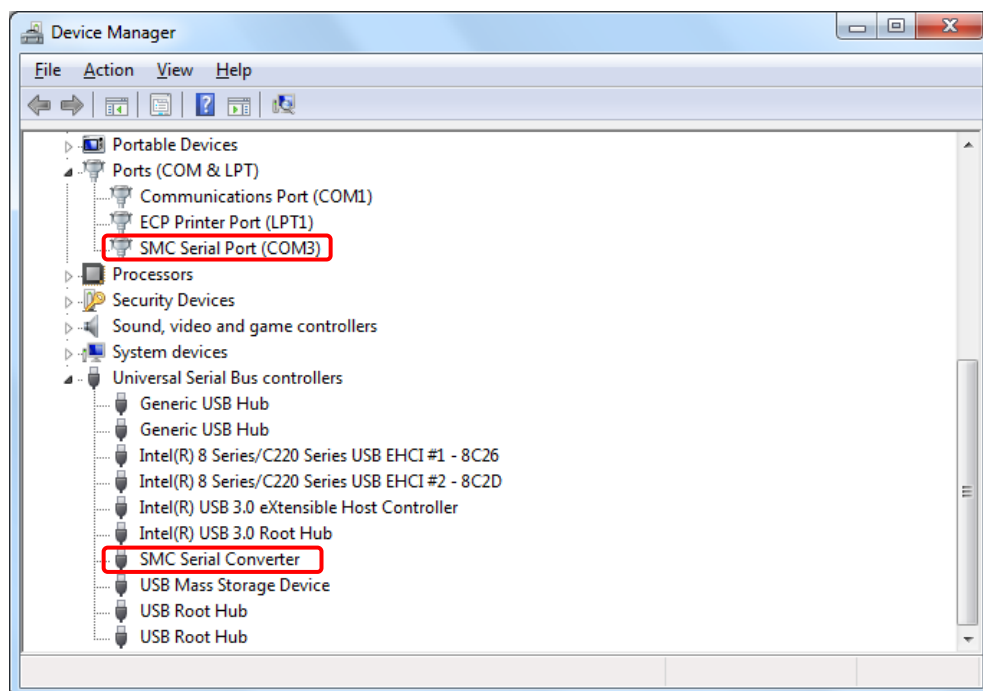 Device Manager
File Action View Help
Portable Devices
Ports (COM & LPT)
Communications Port (COM1)
ECP Printer Port (LPT1)
SMC Serial Port (COM3)
Processors
Security Devices
Sound, video and game controllers
System devices
Universal Serial Bus controllers
Generic USB Hub
Generic USB Hub
Intel(R) 8 Series/C220 Series USB EHCI #1 - 8C26
Intel(R) 8 Series/C220 Series USB EHCI #2 - 8C2D
Intel(R) USB 3.0 eXtensible Host Controller
Intel(R) USB 3.0 Root Hub
SMC Serial Converter
USB Mass Storage Device
USB Root Hub
USB Root Hub